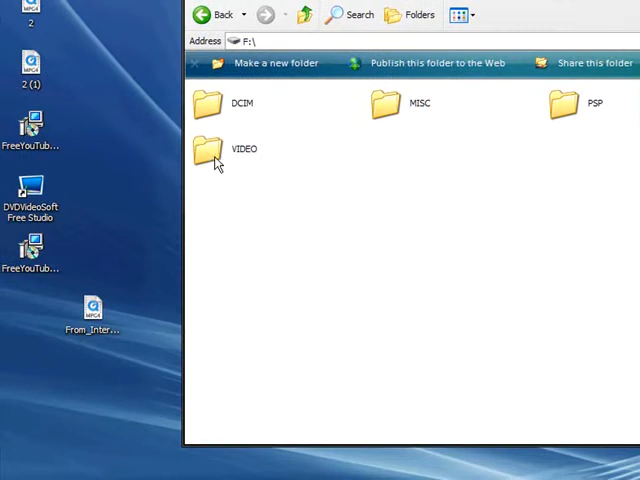 2
2 (1)
FreeYouTub...
DVDVideoSoft
Free Studio
FreeYouTub...
From_Inter...
Back
Search
Folders
Address F:\
Make a new folder
Publish this folder to the Web
Share this folder
DCIM
MISC
PSP
VIDEO